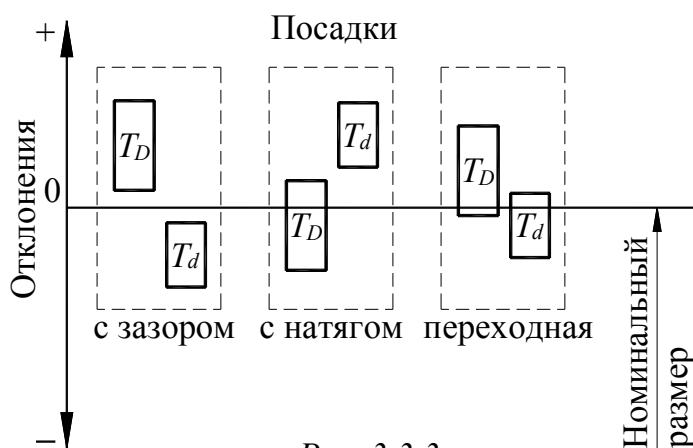 +
Посадки
Отклонения
0
T_D
T_d
с зазором
T_D
T_d
с натягом
T_D
T_d
переходная
Номинальный
размер
−